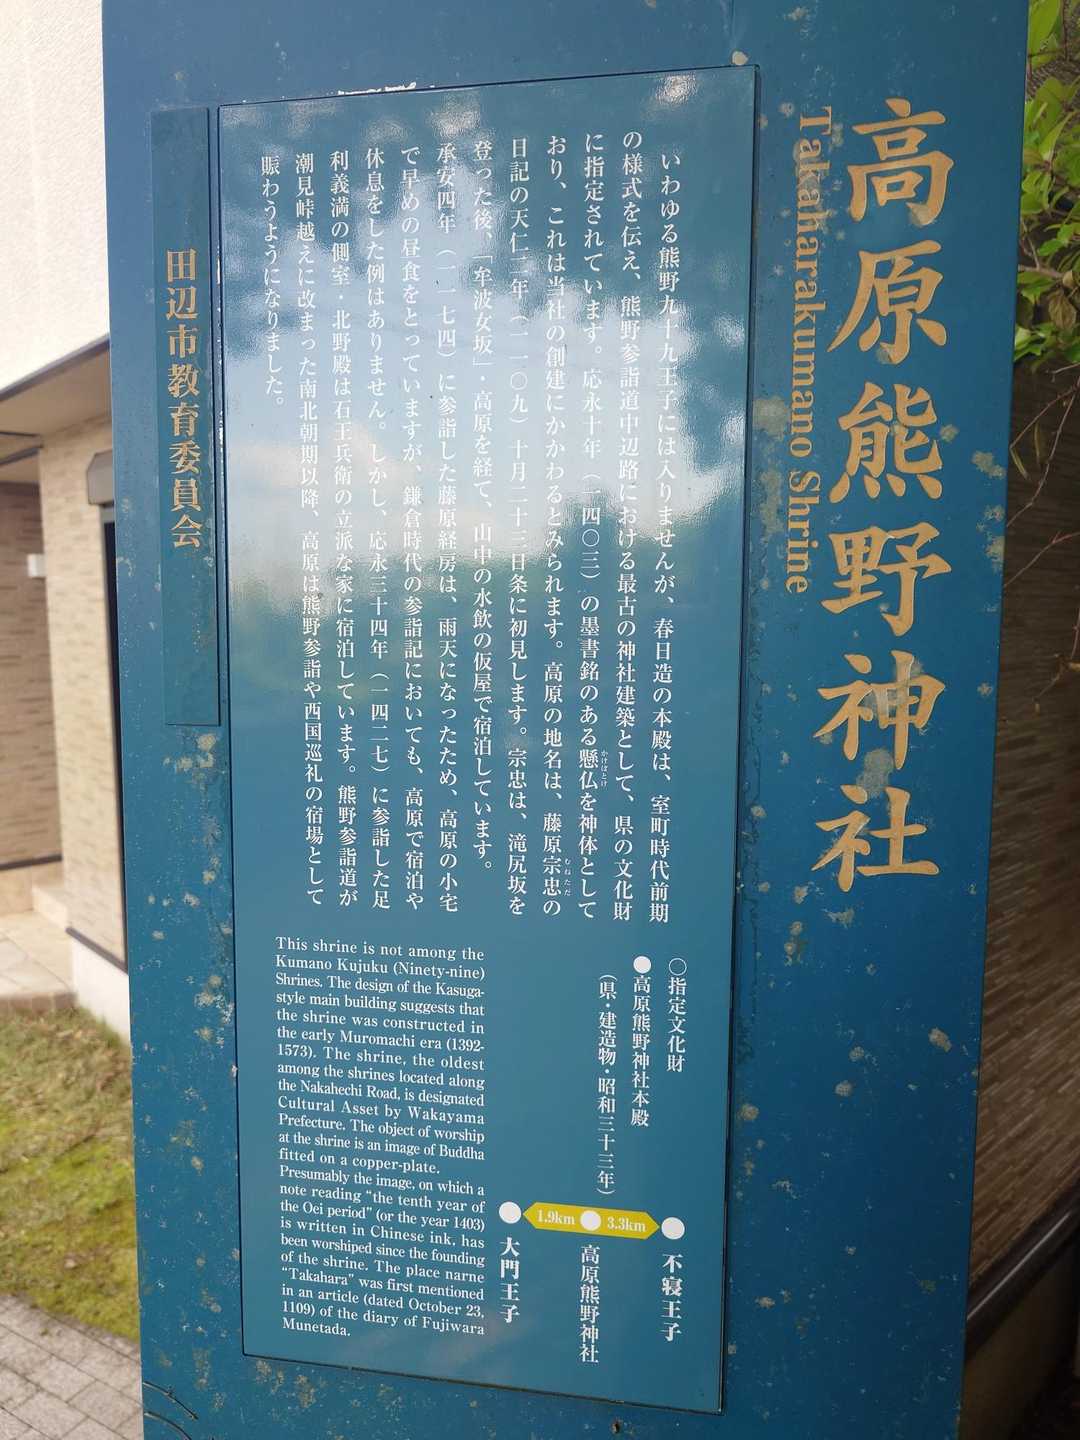 高原熊野神社
Takaharakumano Shrine
いわゆる熊野九十九王子には入りませんが、春日造の本殿は、室町時代前期
の様式を伝え、熊野参詣道中辺路における最古の神社建築として、県の文化財
に指定されています。応永十年（一四〇三）の墨書銘のある懸仏を神体として
かけぼとけ
おり、これは当社の創建にかかわるとみられます。高原の地名は、藤原宗忠の
むねただ
日記の天仁二年（一一〇九）十月二十三日条に初見します。宗忠は、滝尻坂を
登った後、「牟波女坂」・高原を経て、山中の水飲の仮屋で宿泊しています。
承安四年（一一七四）に参詣した藤原経房は、雨天になったため、高原の小宅
で早めの昼食をとっていますが、鎌倉時代の参詣記においても、高原で宿泊や
休息をした例はありません。しかし、応永三十四年（一四二七）に参詣した足
利義満の側室・北野殿は石王兵衛の立派な家に宿泊しています。熊野参詣道が
潮見峠越えに改まった南北朝期以降、高原は熊野参詣や西国巡礼の宿場として
賑わうようになりました。
○指定文化財
●高原熊野神社本殿
（県・建造物・昭和三十三年）
不寝王子
3.3km
高原熊野神社
1.9km
大門王子
This shrine is not among the
Kumano Kujuku (Ninety-nine)
Shrines. The design of the Kasuga-
style main building suggests that
the shrine was constructed in
the early Muromachi era (1392-
1573). The shrine, the oldest
among the shrines located along
the Nakahechi Road, is designated
Cultural Asset by Wakayama
Prefecture. The object of worship
at the shrine is an image of Buddha
fitted on a copper-plate.
Presumably the image, on which a
note reading “the tenth year of
the Oei period” (or the year 1403)
is written in Chinese ink, has
been worshiped since the founding
of the shrine. The place narne
“Takahara” was first mentioned
in an article (dated October 23,
1109) of the diary of Fujiwara
Munetada.
田辺市教育委員会